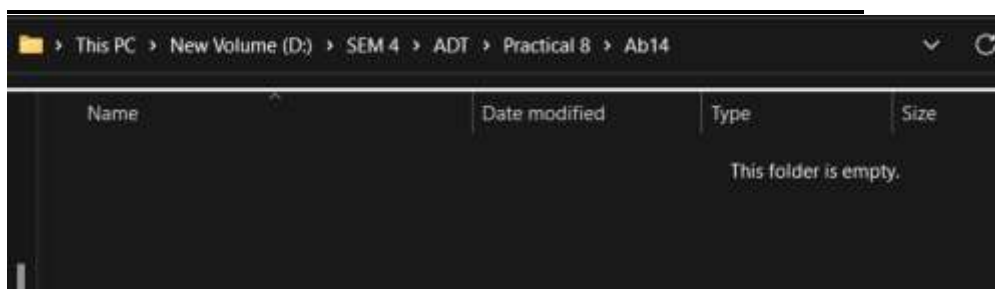 This PC > New Volume (D:) > SEM 4 > ADT > Practical 8 > Ab14
Name Date modified Type Size
This folder is empty.